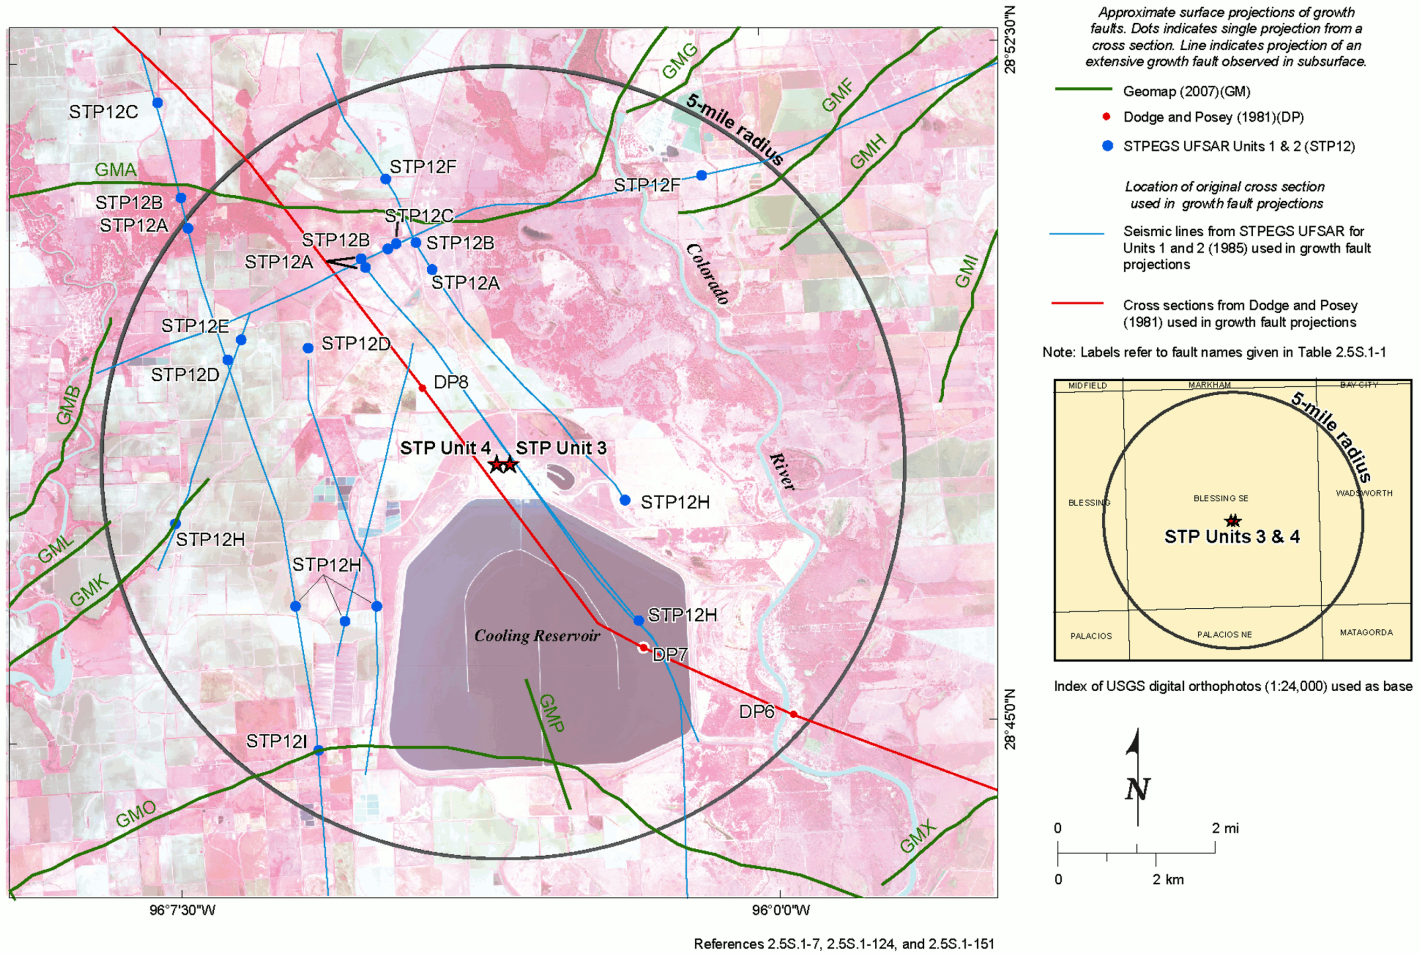 STP12C
GMA
STP12B
STP12A
STP12F
STP12C
STP12B
STP12B
STP12A
STP12A
STP12F
GMG
5-mile radius
GMF
GMH
GMI
Colorado
River
STP12E
STP12D
STP12D
GMB
DP8
STP Unit 4
STP Unit 3
STP12H
STP12H
GML
GMK
STP12H
STP12H
Cooling Reservoir
DP7
DP6
GMP
STP12I
GMO
GMX
28°52'30"N
28°45'0"N
96°7'30"W
96°0'0"W
References 2.5S.1-7, 2.5S.1-124, and 2.5S.1-151
Approximate surface projections of growth
faults. Dots indicates single projection from a
cross section. Line indicates projection of an
extensive growth fault observed in subsurface.
Geomap (2007)(GM)
Dodge and Posey (1981)(DP)
STPEGS UFSAR Units 1 & 2 (STP12)
Location of original cross section
used in growth fault projections
Seismic lines from STPEGS UFSAR for
Units 1 and 2 (1985) used in growth fault
projections
Cross sections from Dodge and Posey
(1981) used in growth fault projections
Note: Labels refer to fault names given in Table 2.5S.1-1
MIDFIELD
MARKHAM
BAY CITY
5-mile radius
BLESSING
BLESSING SE
WADSWORTH
STP Units 3 & 4
PALACIOS
PALACIOS NE
MATAGORDA
Index of USGS digital orthophotos (1:24,000) used as base
N
0 2 mi
0 2 km